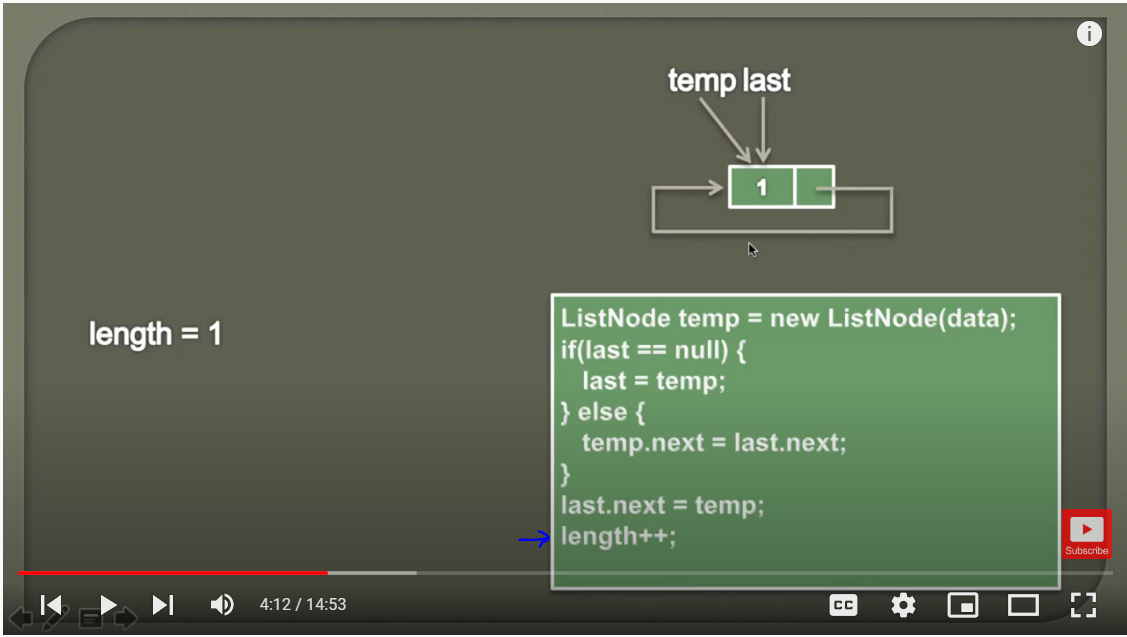 i
temp last
1
length = 1
ListNode temp = new ListNode(data);
if(last == null) {
last = temp;
} else {
temp.next = last.next;
}
last.next = temp;
length++;
Subscribe
4:12 / 14:53
CC